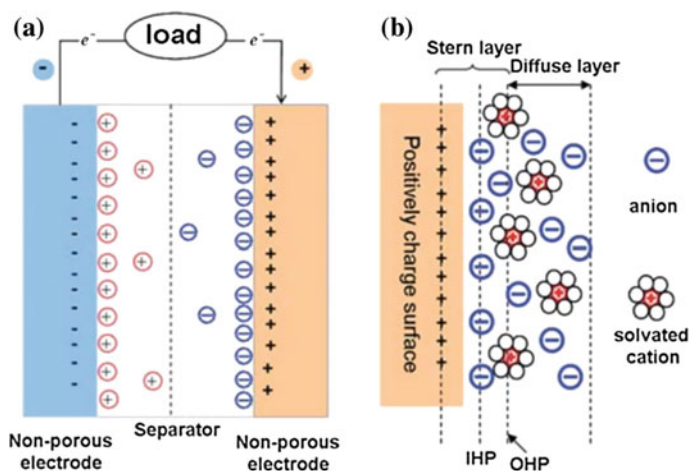 (a)
load
e⁻
e⁻
-
+
Non-porous
electrode
Separator
Non-porous
electrode
(b)
Stern layer
Diffuse layer
Positively charge surface
anion
solvated
cation
IHP
OHP